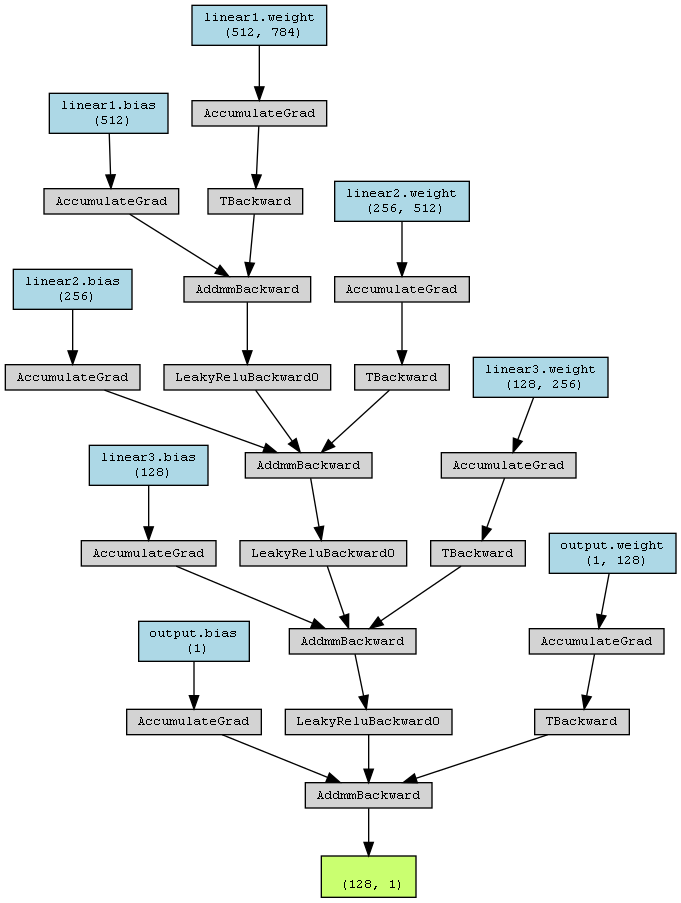 linear1.weight
(512, 784)
AccumulateGrad
linear1.bias
(512)
AccumulateGrad
TBackward
linear2.weight
(256, 512)
AddmmBackward
AccumulateGrad
linear2.bias
(256)
AccumulateGrad
LeakyReluBackward0
TBackward
linear3.weight
(128, 256)
AddmmBackward
AccumulateGrad
linear3.bias
(128)
AccumulateGrad
LeakyReluBackward0
TBackward
output.weight
(1, 128)
AddmmBackward
AccumulateGrad
output.bias
(1)
AccumulateGrad
LeakyReluBackward0
TBackward
AddmmBackward
(128, 1)